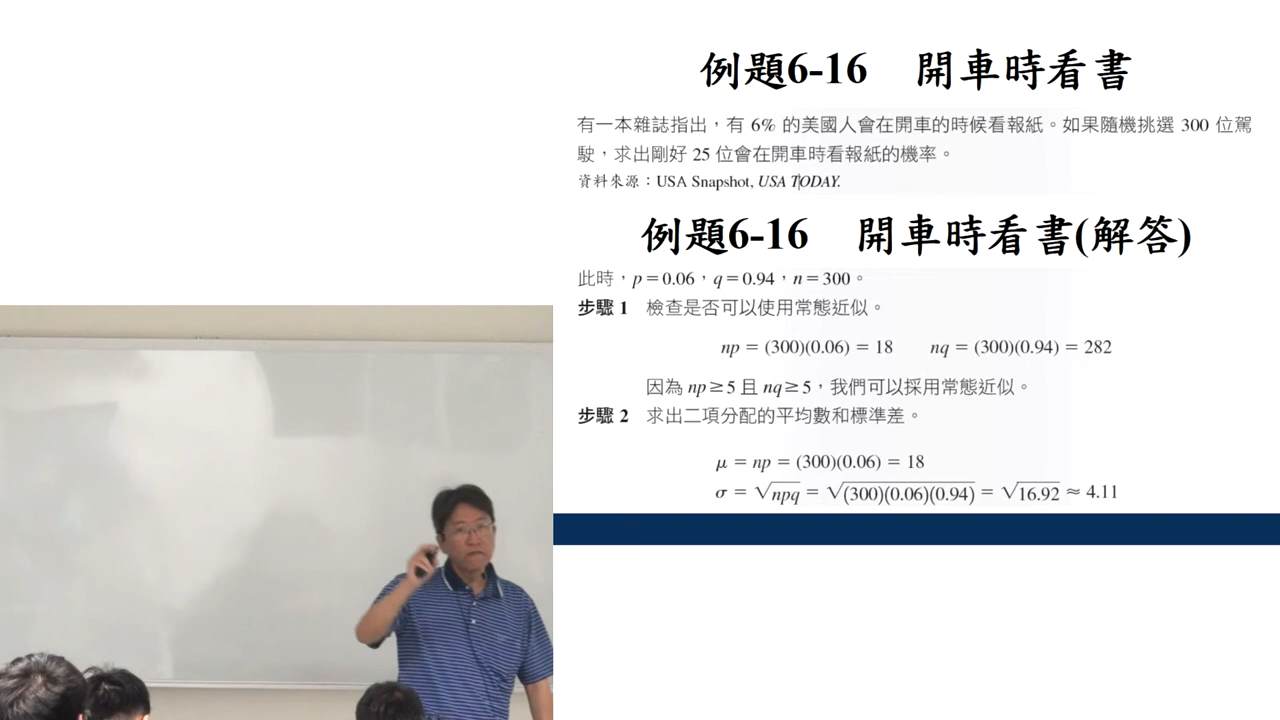 例題6-16 開車時看書
有一本雜誌指出，有 6% 的美國人會在開車的時候看報紙。如果隨機挑選 300 位駕
駛，求出剛好 25 位會在開車時看報紙的機率。
資料來源：USA Snapshot, USA TODAY.
例題6-16 開車時看書(解答)
此時，p＝0.06，q＝0.94，n＝300。
步驟 1 檢查是否可以使用常態近似。
np = (300)(0.06) = 18 nq = (300)(0.94) = 282
因為 np ≥ 5 且 nq ≥ 5，我們可以採用常態近似。
步驟 2 求出二項分配的平均數和標準差。
μ = np = (300)(0.06) = 18
σ = √npq = √(300)(0.06)(0.94) = √16.92 ≈ 4.11